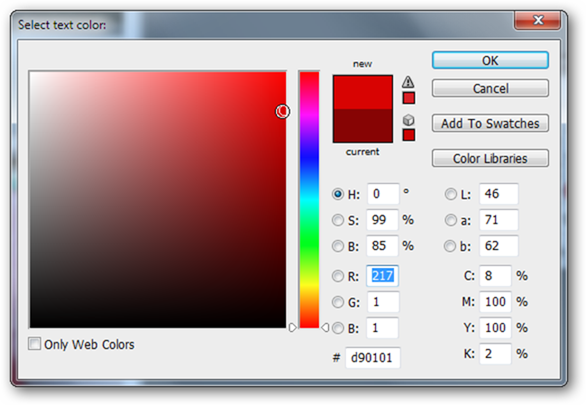 Select text color:
new
current
OK
Cancel
Add To Swatches
Color Libraries
H: 0 °
S: 99 %
B: 85 %
R: 217
G: 1
B: 1
# d90101
L: 46
a: 71
b: 62
C: 8 %
M: 100 %
Y: 100 %
K: 2 %
Only Web Colors